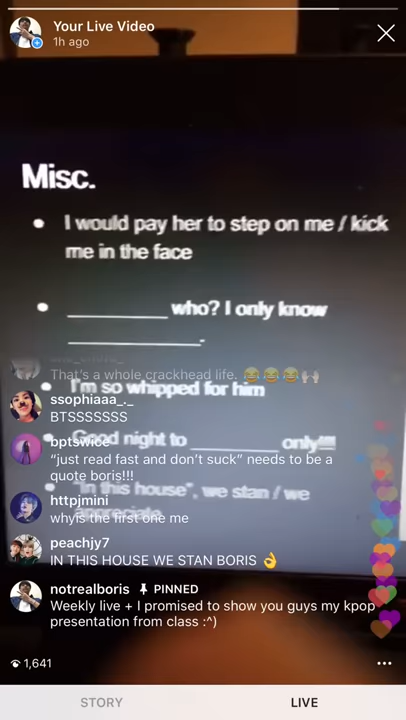 Your Live Video
1h ago
Misc.
• I would pay her to step on me / kick
me in the face
• __________ who? I only know
_____________.
That's a whole crackhead life. 😂😂😂🙌🏻
• I'm so whipped for him
ssophiaaa_._
BTSSSSSSS
• Good night to _________ only!!!!
bptswice
“just read fast and don't suck” needs to be a
quote boris!!!
• "In this house", we stan / we
appreciate
httpjmini
whyis the first one me
peachjy7
IN THIS HOUSE WE STAN BORIS 👌
notrealboris PINNED
Weekly live + I promised to show you guys my kpop
presentation from class :^)
1,641
STORY LIVE